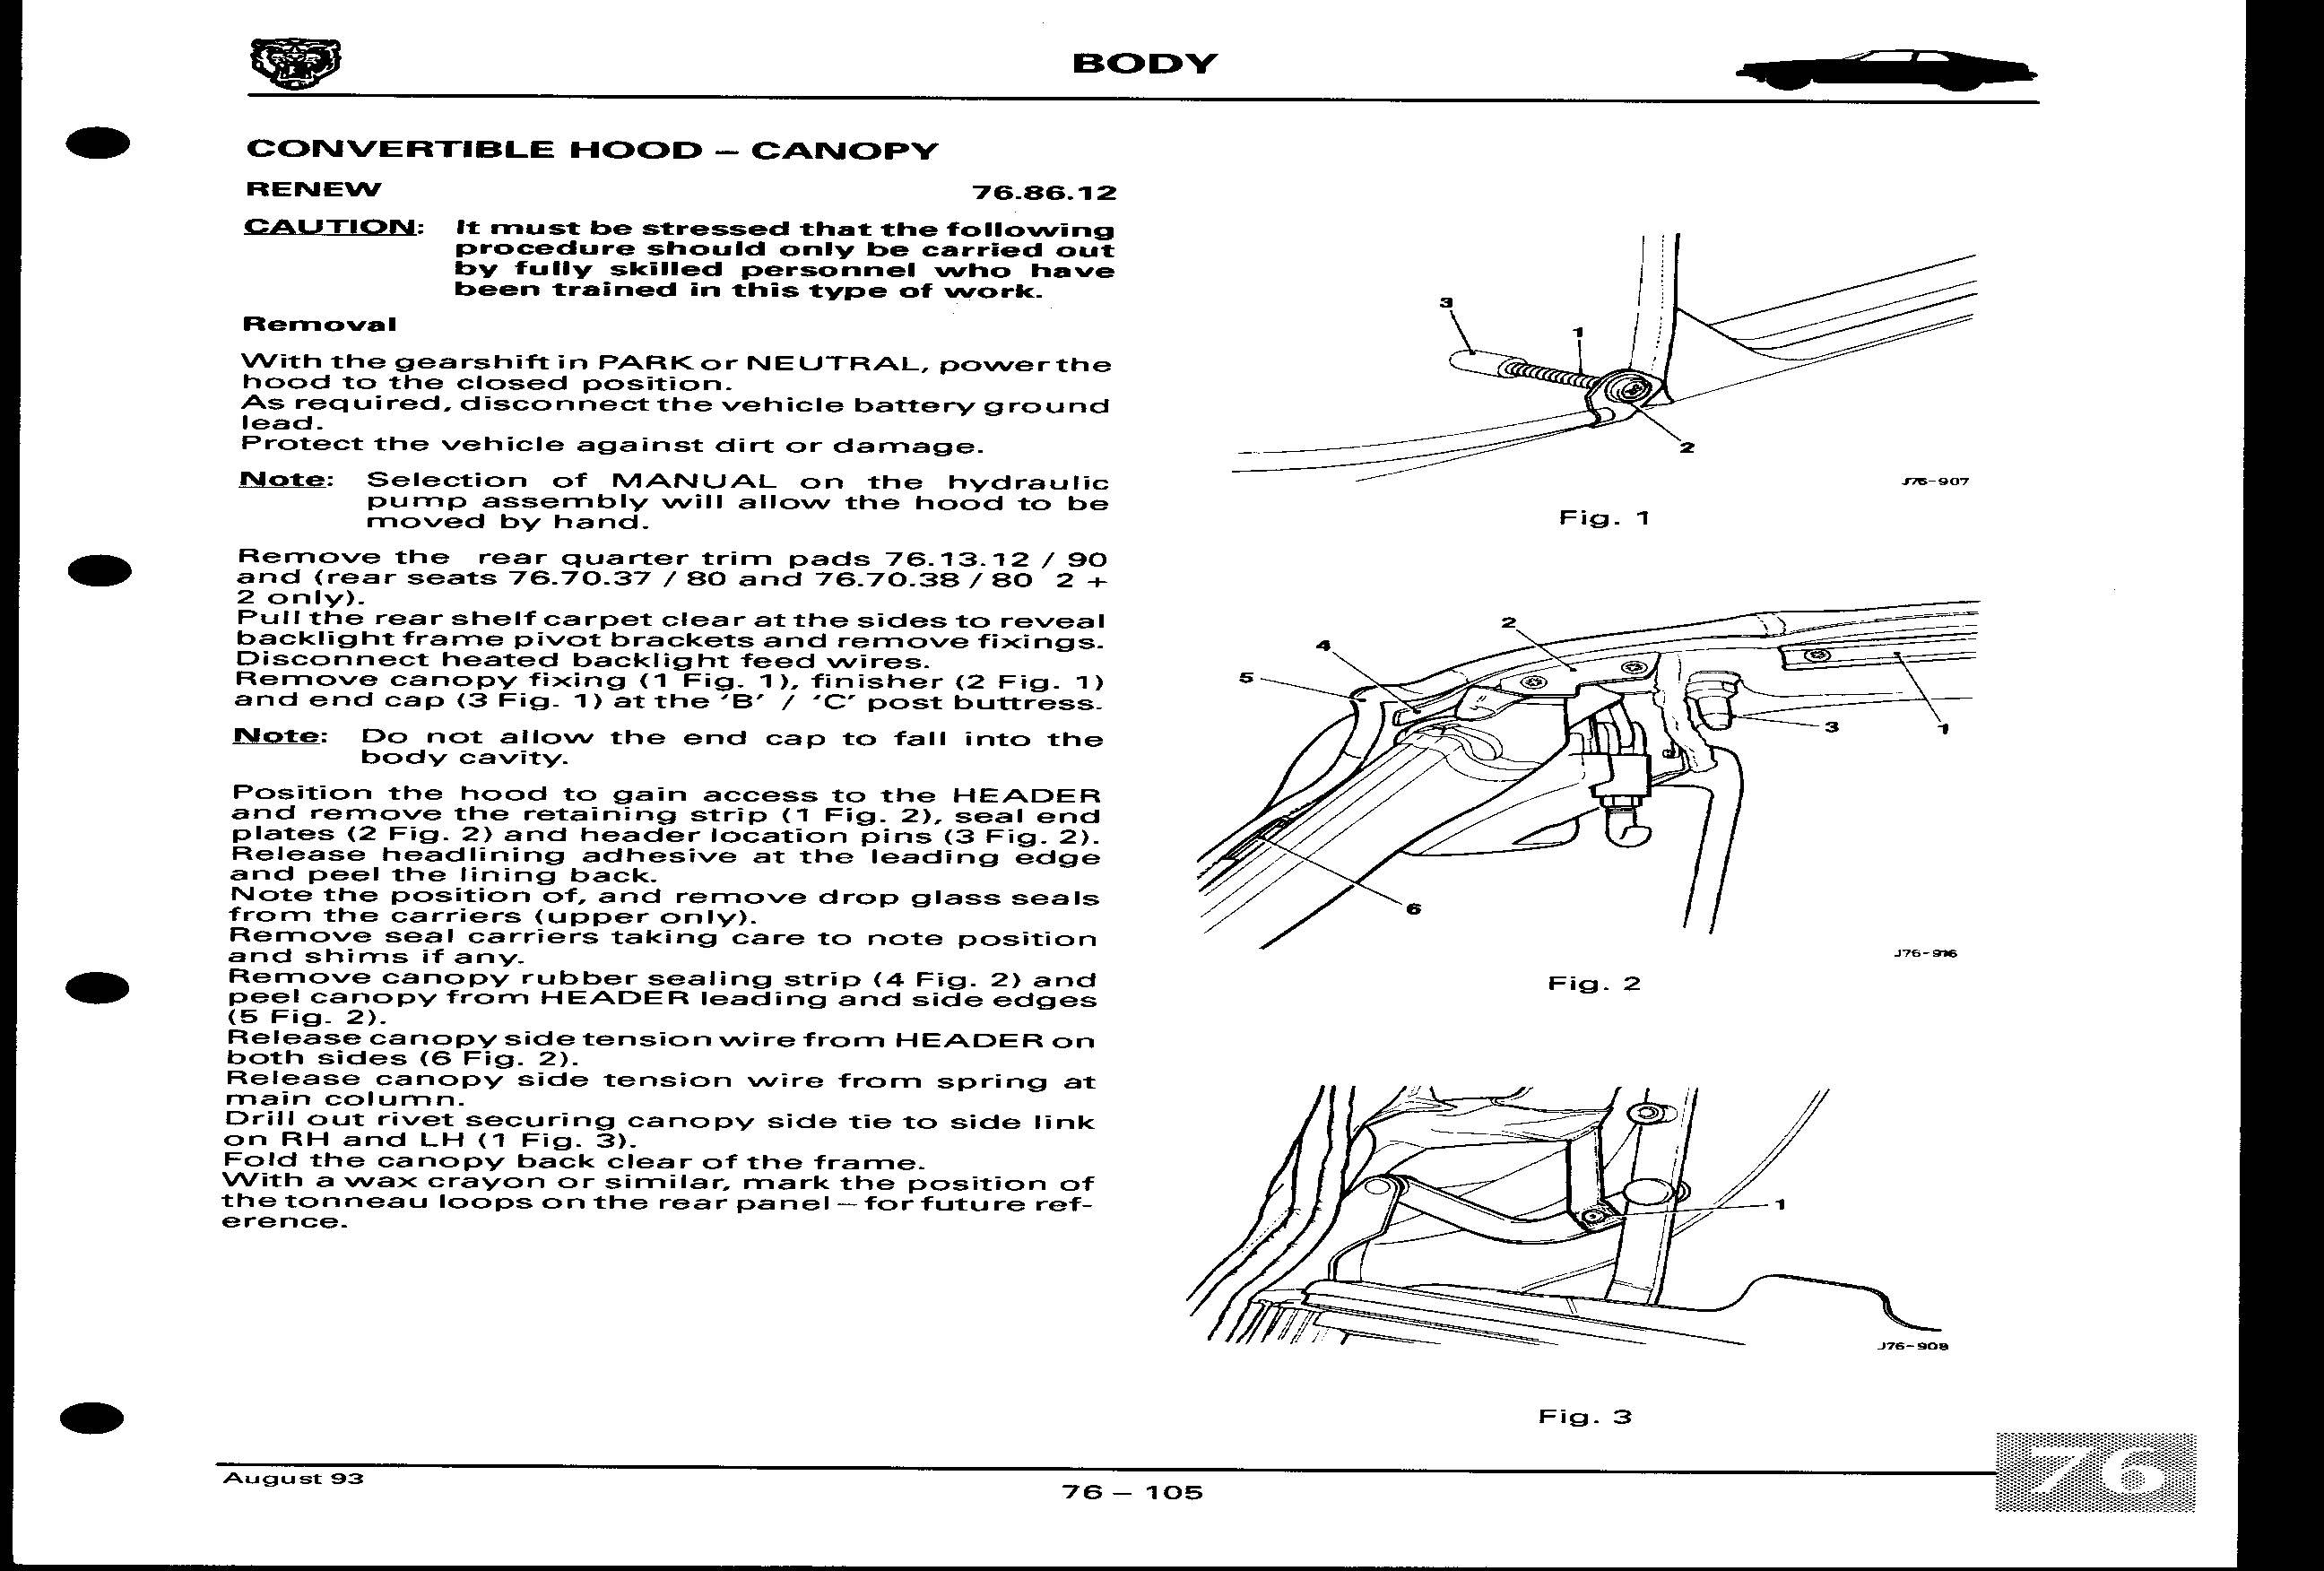 BODY
CONVERTIBLE HOOD – CANOPY
RENEW 76.86.12
CAUTION: It must be stressed that the following
procedure should only be carried out
by fully skilled personnel who have
been trained in this type of work.
Removal
With the gearshift in PARK or NEUTRAL, power the
hood to the closed position.
As required, disconnect the vehicle battery ground
lead.
Protect the vehicle against dirt or damage.
Note: Selection of MANUAL on the hydraulic
pump assembly will allow the hood to be
moved by hand.
Remove the rear quarter trim pads 76.13.12 / 90
and (rear seats 76.70.37 / 80 and 76.70.38 / 80 2 +
2 only).
Pull the rear shelf carpet clear at the sides to reveal
backlight frame pivot brackets and remove fixings.
Disconnect heated backlight feed wires.
Remove canopy fixing (1 Fig. 1), finisher (2 Fig. 1)
and end cap (3 Fig. 1) at the 'B' / 'C' post buttress.
Note: Do not allow the end cap to fall into the
body cavity.
Position the hood to gain access to the HEADER
and remove the retaining strip (1 Fig. 2), seal end
plates (2 Fig. 2) and header location pins (3 Fig. 2).
Release headlining adhesive at the leading edge
and peel the lining back.
Note the position of, and remove drop glass seals
from the carriers (upper only).
Remove seal carriers taking care to note position
and shims if any.
Remove canopy rubber sealing strip (4 Fig. 2) and
peel canopy from HEADER leading and side edges
(5 Fig. 2).
Release canopy side tension wire from HEADER on
both sides (6 Fig. 2).
Release canopy side tension wire from spring at
main column.
Drill out rivet securing canopy side tie to side link
on RH and LH (1 Fig. 3).
Fold the canopy back clear of the frame.
With a wax crayon or similar, mark the position of
the tonneau loops on the rear panel – for future ref-
erence.
3
1
2
J76-907
Fig. 1
2
4
5
3
1
6
J76-916
Fig. 2
1
J76-908
Fig. 3
August 93
76 – 105
76